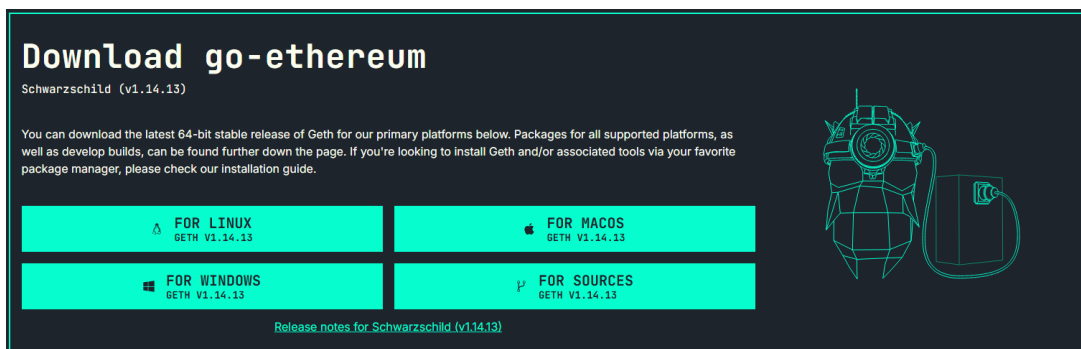 Download go-ethereum
Schwarzschild (v1.14.13)
You can download the latest 64-bit stable release of Geth for our primary platforms below. Packages for all supported platforms, as
well as develop builds, can be found further down the page. If you're looking to install Geth and/or associated tools via your favorite
package manager, please check our installation guide.
FOR LINUX
GETH V1.14.13
FOR MACOS
GETH V1.14.13
FOR WINDOWS
GETH V1.14.13
FOR SOURCES
GETH V1.14.13
Release notes for Schwarzschild (v1.14.13)